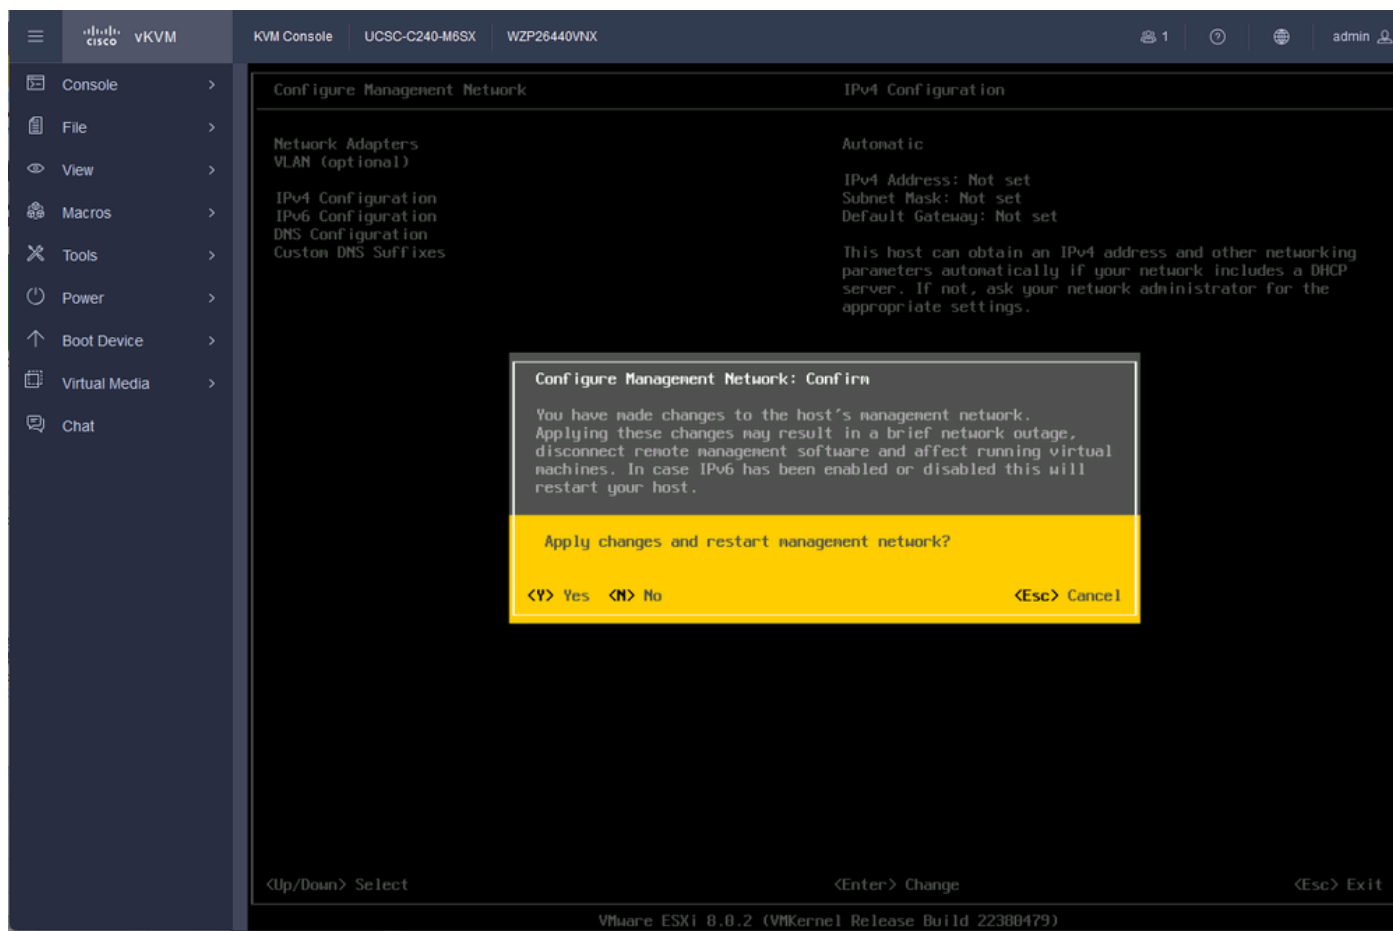 cisco vKVM
KVM Console UCSC-C240-M6SX WZP26440VNX 1 admin
Console
File
View
Macros
Tools
Power
Boot Device
Virtual Media
Chat
Configure Management Network IPv4 Configuration
Network Adapters Automatic
VLAN (optional)
IPv4 Address: Not set
IPv4 Configuration Subnet Mask: Not set
IPv6 Configuration Default Gateway: Not set
DNS Configuration
Custom DNS Suffixes This host can obtain an IPv4 address and other networking
parameters automatically if your network includes a DHCP
server. If not, ask your network administrator for the
appropriate settings.
Configure Management Network: Confirm
You have made changes to the host's management network.
Applying these changes may result in a brief network outage,
disconnect remote management software and affect running virtual
machines. In case IPv6 has been enabled or disabled this will
restart your host.
Apply changes and restart management network?
<Y> Yes <N> No <Esc> Cancel
<Up/Down> Select <Enter> Change <Esc> Exit
VMware ESXi 8.0.2 (VMKernel Release Build 22380479)